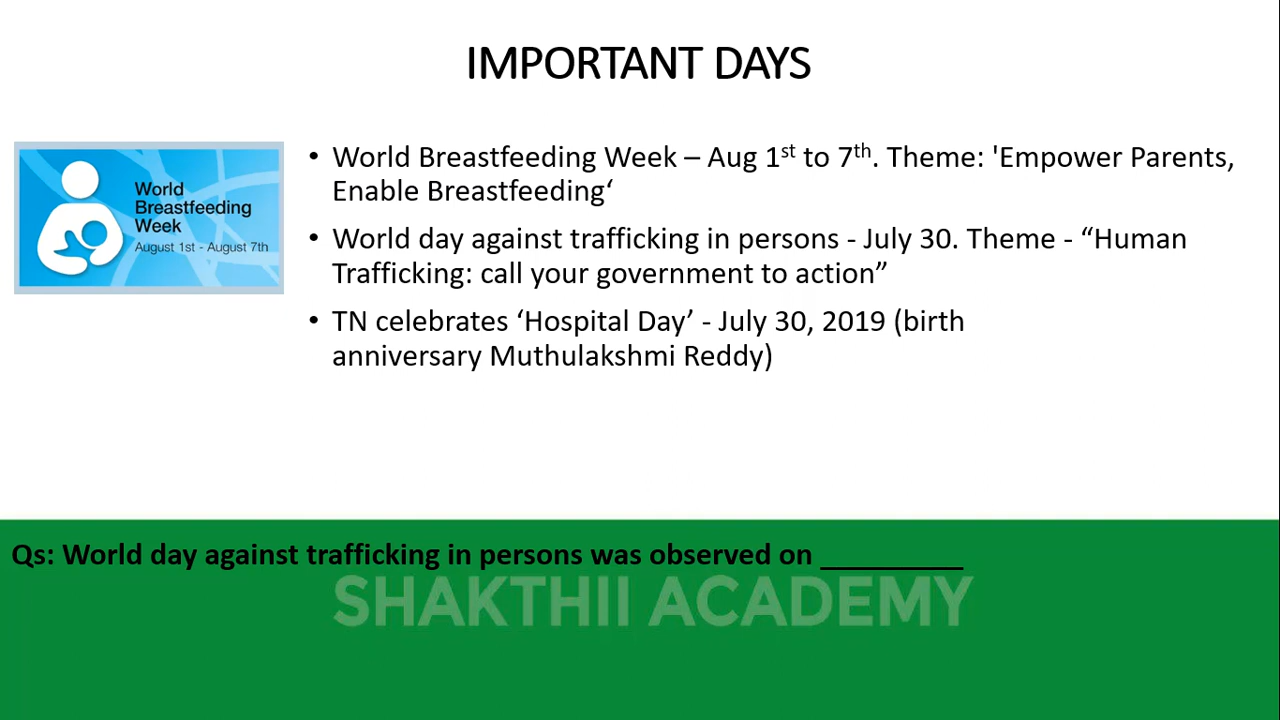 IMPORTANT DAYS
World
Breastfeeding
Week
August 1st - August 7th
• World Breastfeeding Week – Aug 1st to 7th. Theme: 'Empower Parents,
Enable Breastfeeding‘
• World day against trafficking in persons - July 30. Theme - “Human
Trafficking: call your government to action”
• TN celebrates ‘Hospital Day’ - July 30, 2019 (birth
anniversary Muthulakshmi Reddy)
Qs: World day against trafficking in persons was observed on _________
SHAKTHII ACADEMY